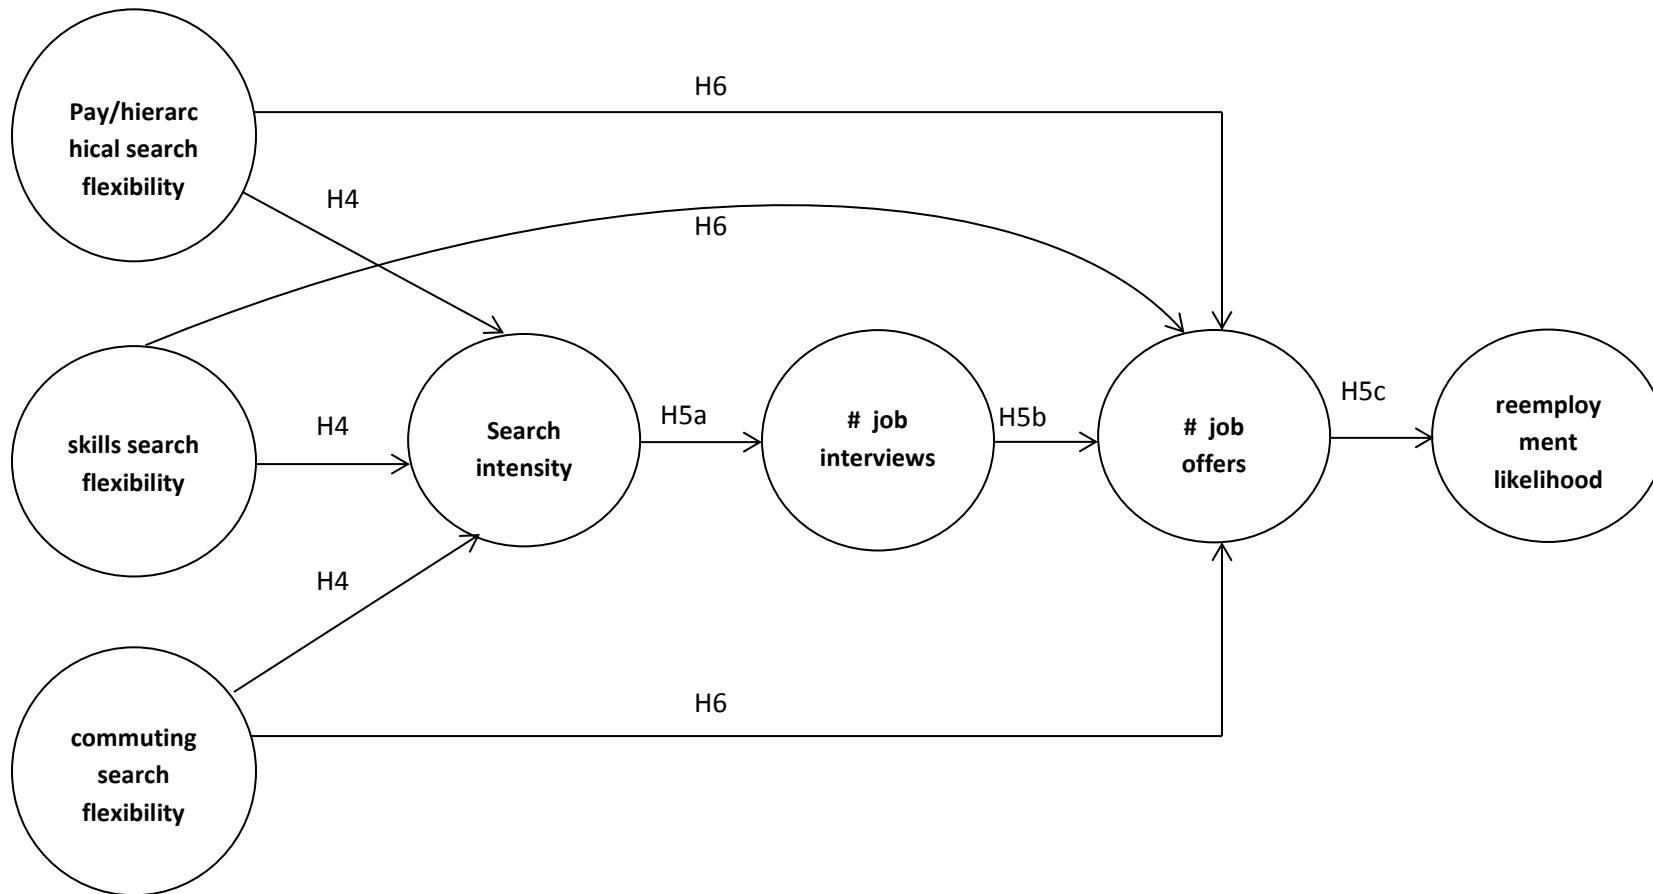 H6
Pay/hierarc
hical search
flexibility
H4
H6
skills search
flexibility
H4
Search
intensity
H5a
# job
interviews
H5b
# job
offers
H5c
reemploy
ment
likelihood
H4
commuting
search
flexibility
H6